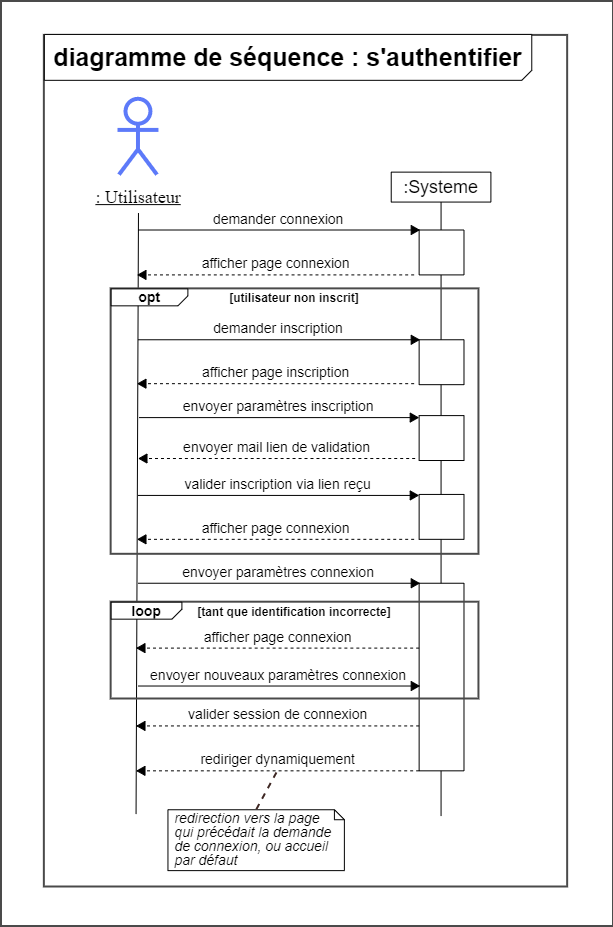 diagramme de séquence : s'authentifier
: Utilisateur
:Systeme
demander connexion
afficher page connexion
opt
[utilisateur non inscrit]
demander inscription
afficher page inscription
envoyer paramètres inscription
envoyer mail lien de validation
valider inscription via lien reçu
afficher page connexion
envoyer paramètres connexion
loop
[tant que identification incorrecte]
afficher page connexion
envoyer nouveaux paramètres connexion
valider session de connexion
rediriger dynamiquement
redirection vers la page
qui précédait la demande
de connexion, ou accueil
par défaut